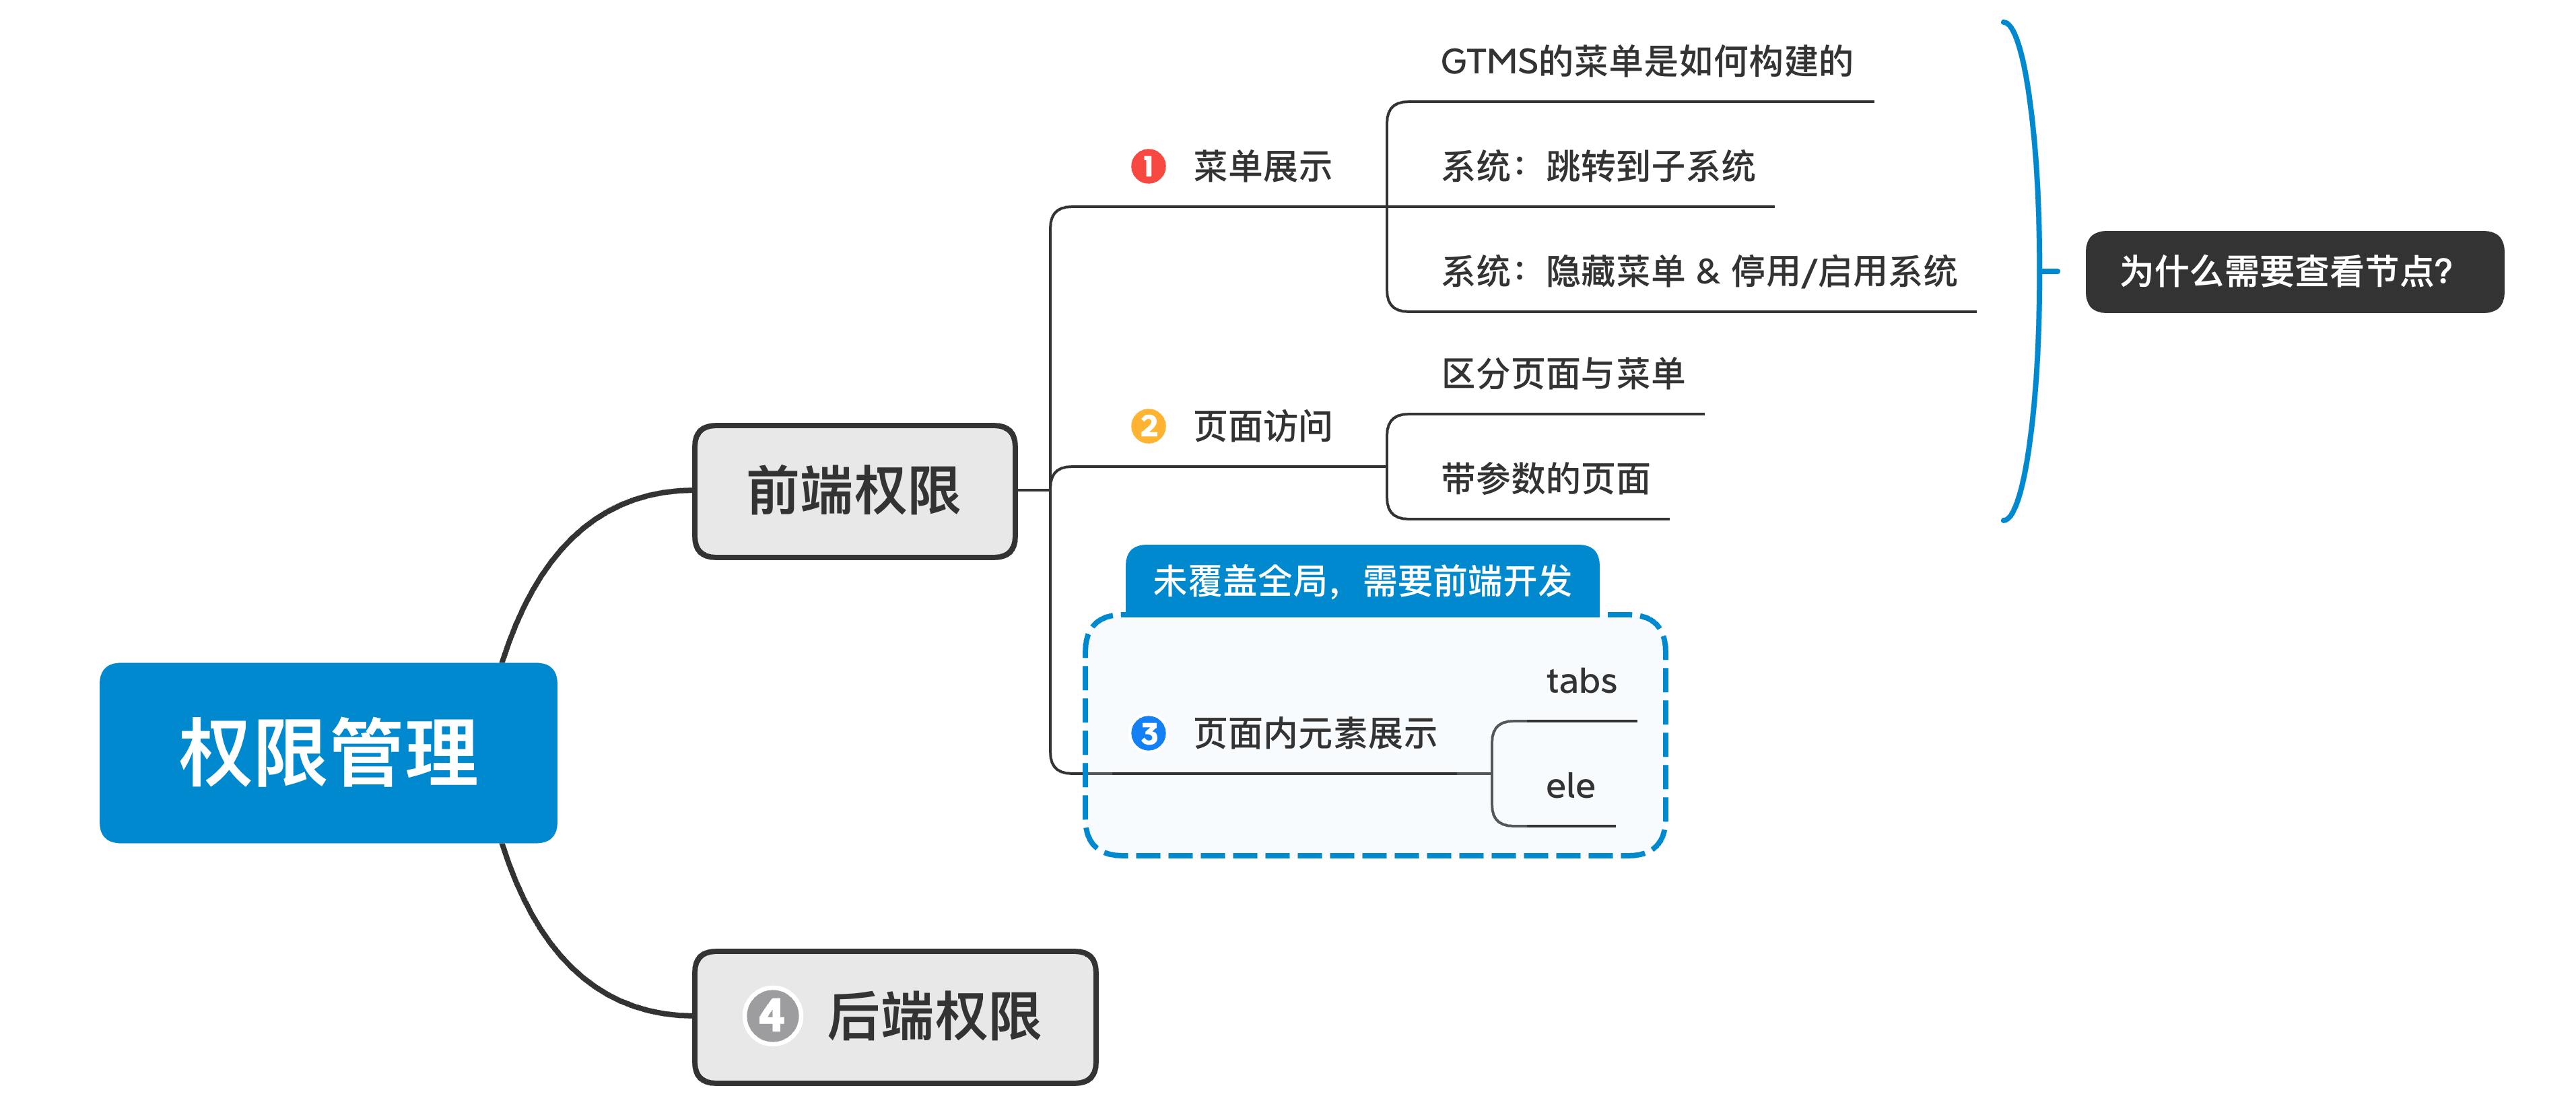 GTMS的菜单是如何构建的
1 菜单展示
系统：跳转到子系统
系统：隐藏菜单 & 停用/启用系统
为什么需要查看节点？
区分页面与菜单
2 页面访问
带参数的页面
前端权限
未覆盖全局，需要前端开发
tabs
3 页面内元素展示
ele
权限管理
4 后端权限